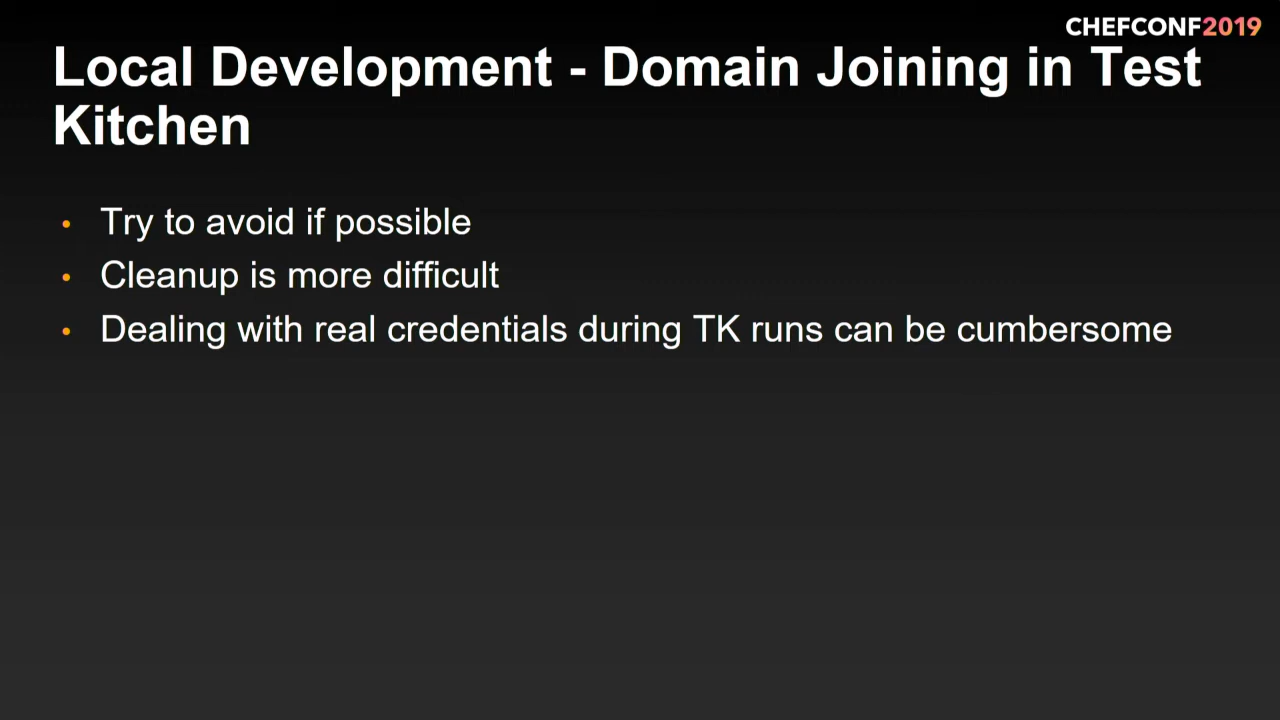 CHEFCONF2019
Local Development - Domain Joining in Test
Kitchen
• Try to avoid if possible
• Cleanup is more difficult
• Dealing with real credentials during TK runs can be cumbersome